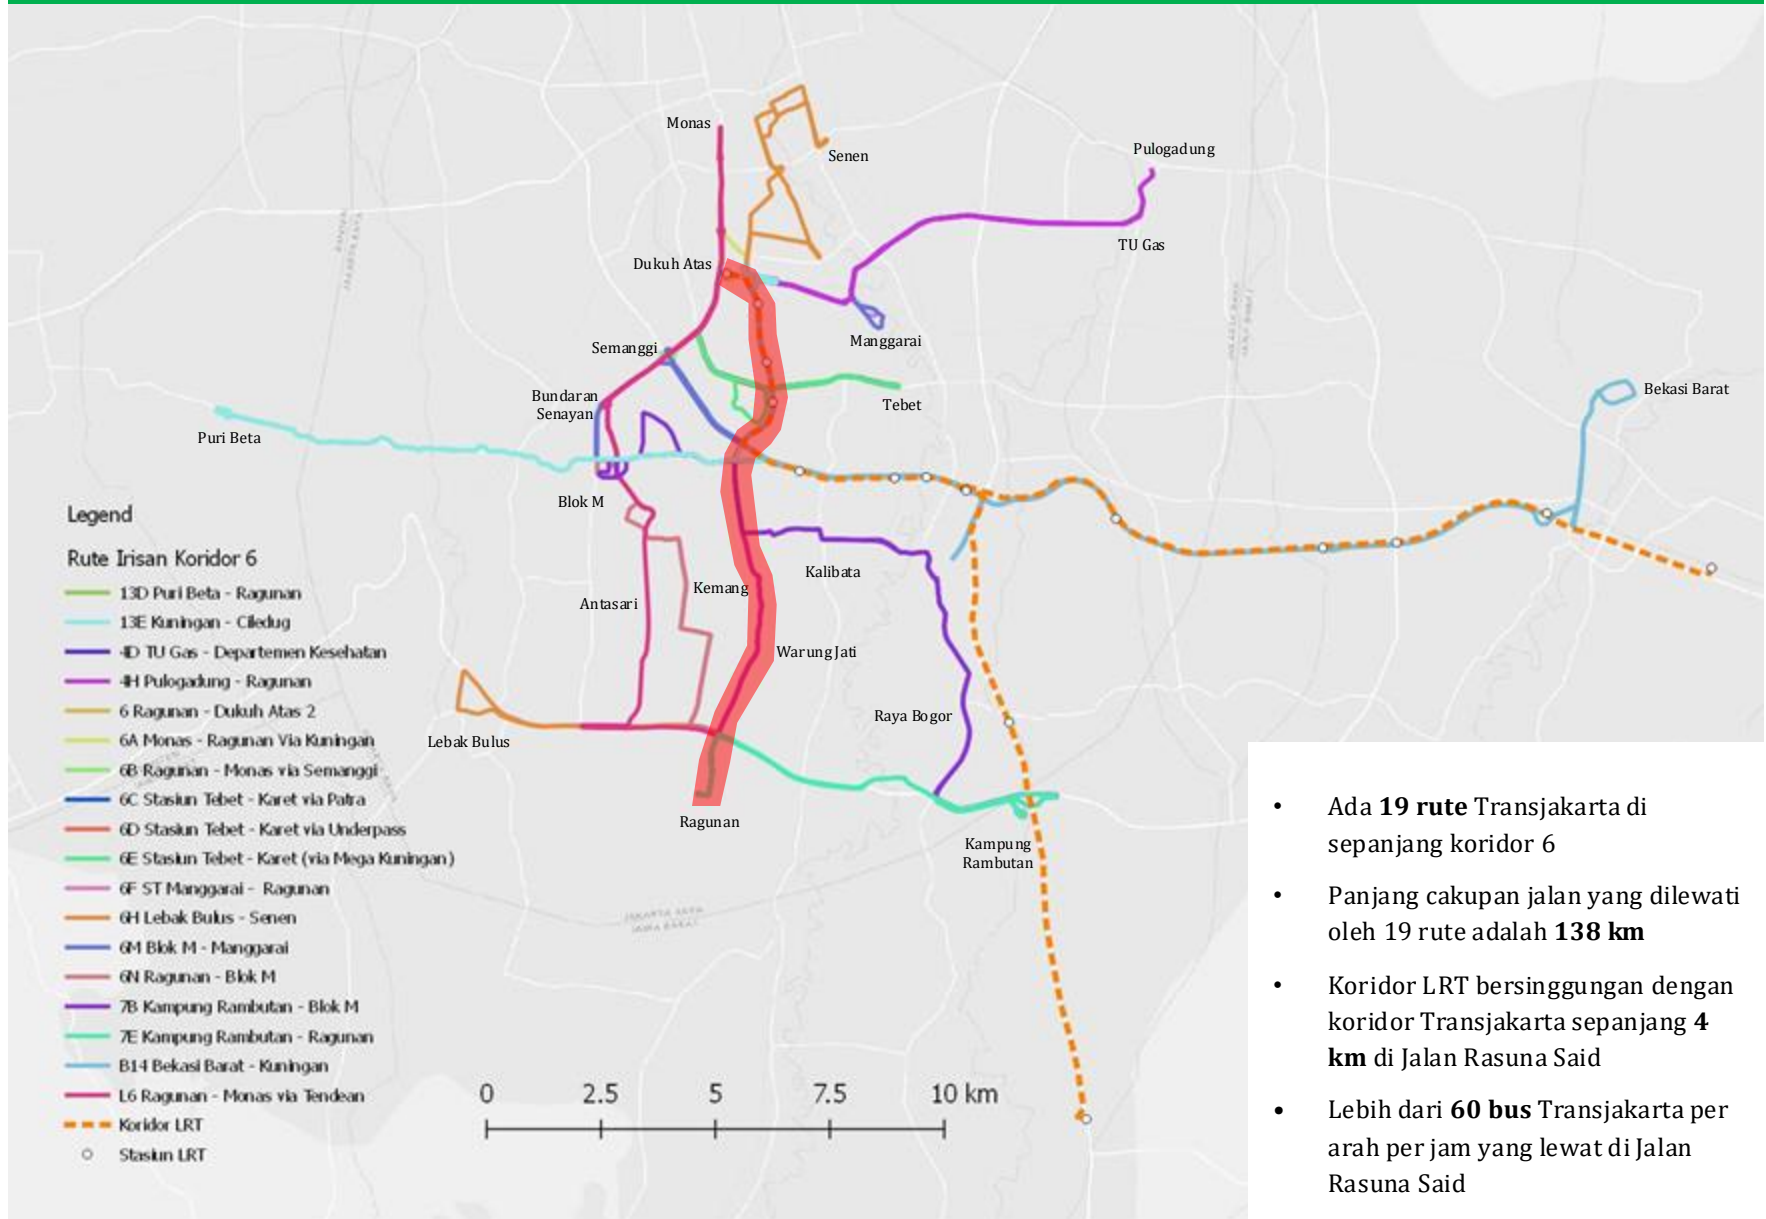 Monas
Senen
Pulogadung
TU Gas
Dukuh Atas
Manggarai
Semanggi
Bundaran
Senayan
Tebet
Bekasi Barat
Puri Beta
Blok M
Kalibata
Kemang
Antasari
Warung Jati
Raya Bogor
Lebak Bulus
Ragunan
Kampung
Rambutan
JAKARTA RAYA
JAWA BARAT
Legend
Rute Irisan Koridor 6
13D Puri Beta - Ragunan
13E Kuningan - Ciledug
4D TU Gas - Departemen Kesehatan
4H Pulogadung - Ragunan
6 Ragunan - Dukuh Atas 2
6A Monas - Ragunan Via Kuningan
6B Ragunan - Monas via Semanggi
6C Stasiun Tebet - Karet via Patra
6D Stasiun Tebet - Karet via Underpass
6E Stasiun Tebet - Karet (via Mega Kuningan)
6F ST Manggarai - Ragunan
6H Lebak Bulus - Senen
6M Blok M - Manggarai
6N Ragunan - Blok M
7B Kampung Rambutan - Blok M
7E Kampung Rambutan - Ragunan
B14 Bekasi Barat - Kuningan
L6 Ragunan - Monas via Tendean
Koridor LRT
Stasiun LRT
0 2.5 5 7.5 10 km
• Ada 19 rute Transjakarta di
sepanjang koridor 6
• Panjang cakupan jalan yang dilewati
oleh 19 rute adalah 138 km
• Koridor LRT bersinggungan dengan
koridor Transjakarta sepanjang 4
km di Jalan Rasuna Said
• Lebih dari 60 bus Transjakarta per
arah per jam yang lewat di Jalan
Rasuna Said